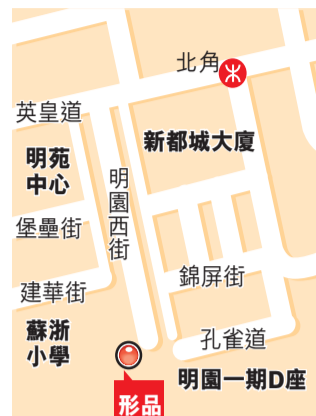 北角
英皇道
新都城大廈
明苑
中心
明園西街
堡壘街
錦屏街
建華街
蘇浙
小學
孔雀道
明園一期D座
形品